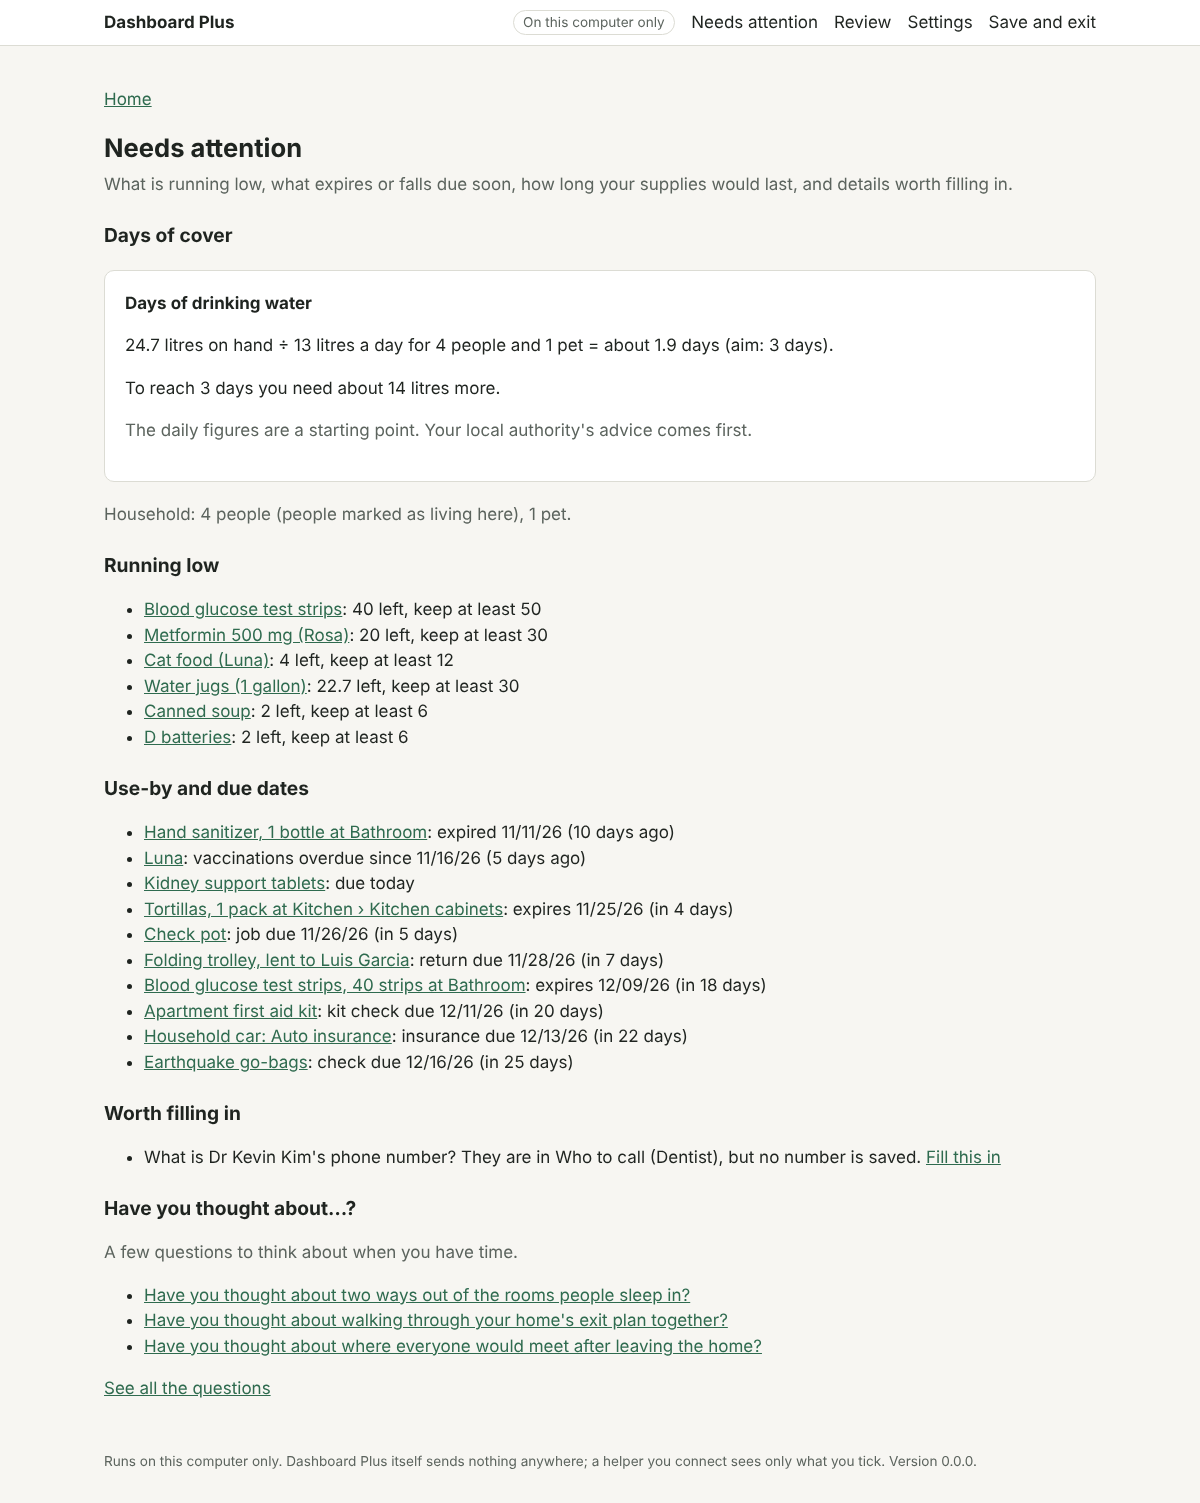 Dashboard Plus
On this computer only
Needs attention
Review
Settings
Save and exit
Home
Needs attention
What is running low, what expires or falls due soon, how long your supplies would last, and details worth filling in.
Days of cover
Days of drinking water
24.7 litres on hand ÷ 13 litres a day for 4 people and 1 pet = about 1.9 days (aim: 3 days).
To reach 3 days you need about 14 litres more.
The daily figures are a starting point. Your local authority's advice comes first.
Household: 4 people (people marked as living here), 1 pet.
Running low
Blood glucose test strips: 40 left, keep at least 50
Metformin 500 mg (Rosa): 20 left, keep at least 30
Cat food (Luna): 4 left, keep at least 12
Water jugs (1 gallon): 22.7 left, keep at least 30
Canned soup: 2 left, keep at least 6
D batteries: 2 left, keep at least 6
Use-by and due dates
Hand sanitizer, 1 bottle at Bathroom: expired 11/11/26 (10 days ago)
Luna: vaccinations overdue since 11/16/26 (5 days ago)
Kidney support tablets: due today
Tortillas, 1 pack at Kitchen › Kitchen cabinets: expires 11/25/26 (in 4 days)
Check pot: job due 11/26/26 (in 5 days)
Folding trolley, lent to Luis Garcia: return due 11/28/26 (in 7 days)
Blood glucose test strips, 40 strips at Bathroom: expires 12/09/26 (in 18 days)
Apartment first aid kit: kit check due 12/11/26 (in 20 days)
Household car: Auto insurance: insurance due 12/13/26 (in 22 days)
Earthquake go-bags: check due 12/16/26 (in 25 days)
Worth filling in
What is Dr Kevin Kim's phone number? They are in Who to call (Dentist), but no number is saved. Fill this in
Have you thought about...?
A few questions to think about when you have time.
Have you thought about two ways out of the rooms people sleep in?
Have you thought about walking through your home's exit plan together?
Have you thought about where everyone would meet after leaving the home?
See all the questions
Runs on this computer only. Dashboard Plus itself sends nothing anywhere; a helper you connect sees only what you tick. Version 0.0.0.